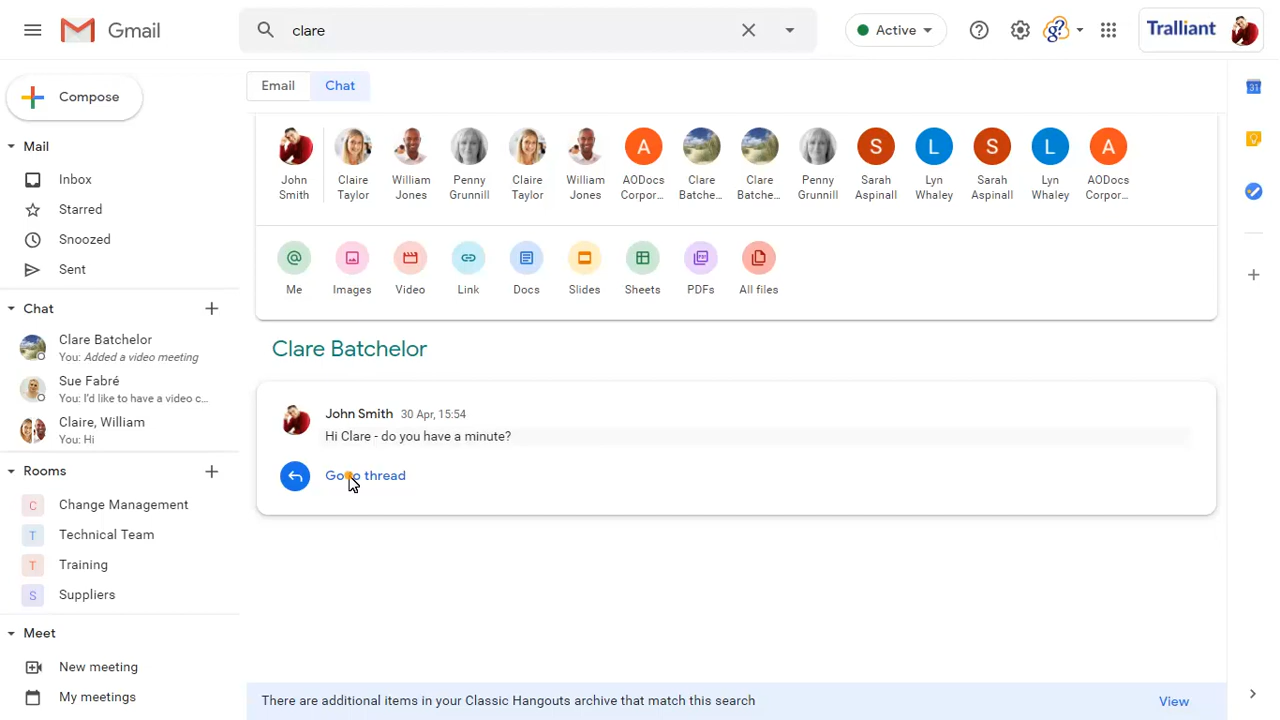 Gmail
clare
Active
Tralliant
Compose
Mail
Inbox
Starred
Snoozed
Sent
Chat
Clare Batchelor
You: Added a video meeting
Sue Fabré
You: I'd like to have a video c...
Claire, William
You: Hi
Rooms
C Change Management
T Technical Team
T Training
S Suppliers
Meet
New meeting
My meetings
Email Chat
John Smith
Claire Taylor
William Jones
Penny Grunnill
Claire Taylor
William Jones
A AODocs Corpor...
Clare Batche...
Clare Batche...
Penny Grunnill
S Sarah Aspinall
L Lyn Whaley
S Sarah Aspinall
L Lyn Whaley
A AODocs Corpor...
Me Images Video Link Docs Slides Sheets PDFs All files
Clare Batchelor
John Smith 30 Apr, 15:54
Hi Clare - do you have a minute?
Go to thread
There are additional items in your Classic Hangouts archive that match this search View
31